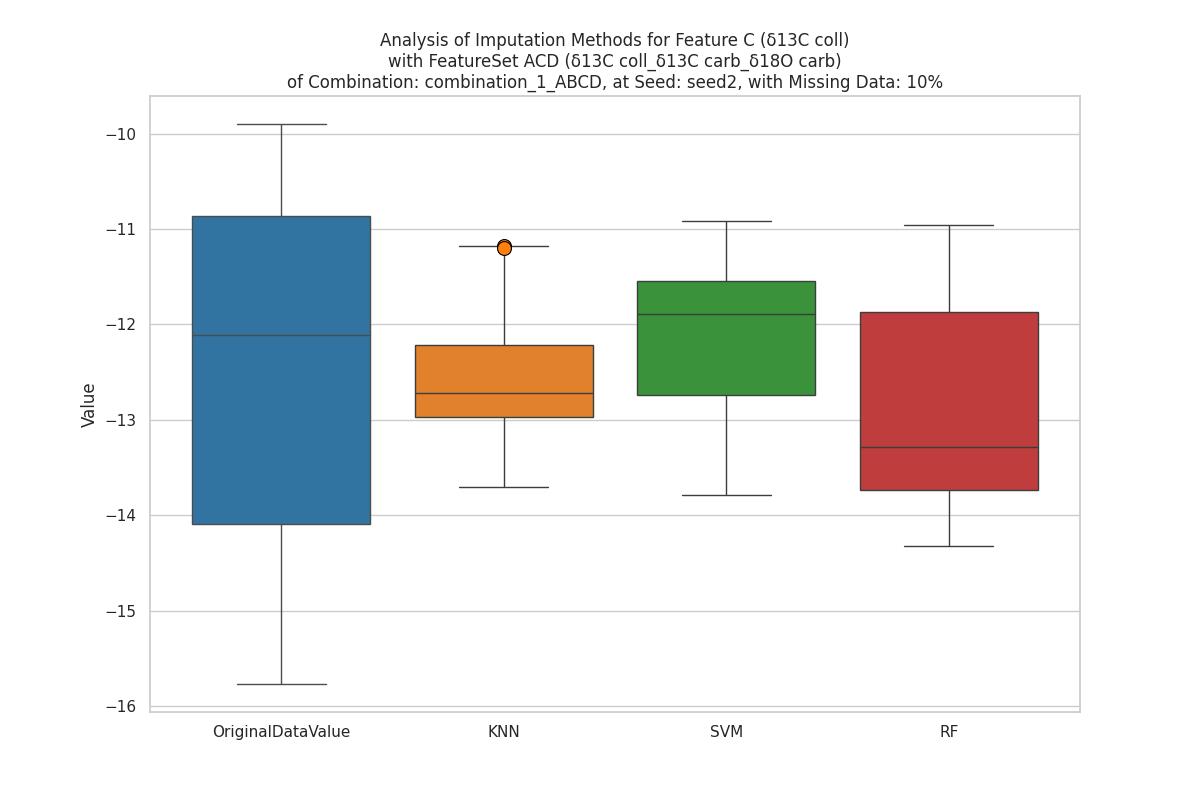 Analysis of Imputation Methods for Feature C (δ13C coll)
with FeatureSet ACD (δ13C coll_δ13C carb_δ18O carb)
of Combination: combination_1_ABCD, at Seed: seed2, with Missing Data: 10%
−10
−11
−12
−13
−14
−15
−16
Value
OriginalDataValue
KNN
SVM
RF